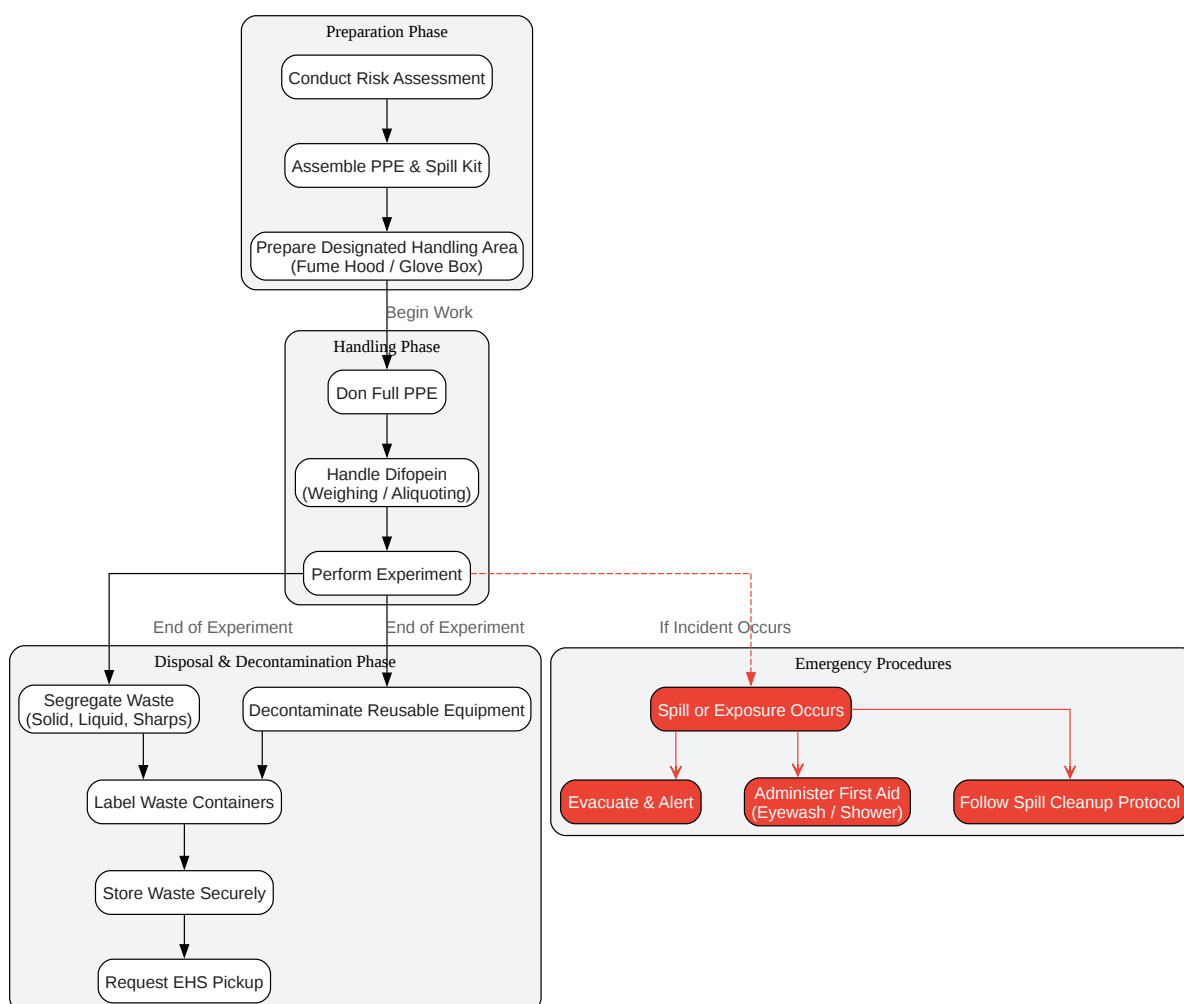 Preparation Phase
Conduct Risk Assessment
Assemble PPE & Spill Kit
Prepare Designated Handling Area
(Fume Hood / Glove Box)
Begin Work
Handling Phase
Don Full PPE
Handle Difopein
(Weighing / Aliquoting)
Perform Experiment
End of Experiment
End of Experiment
If Incident Occurs
Disposal & Decontamination Phase
Segregate Waste
(Solid, Liquid, Sharps)
Decontaminate Reusable Equipment
Label Waste Containers
Store Waste Securely
Request EHS Pickup
Emergency Procedures
Spill or Exposure Occurs
Evacuate & Alert
Administer First Aid
(Eyewash / Shower)
Follow Spill Cleanup Protocol